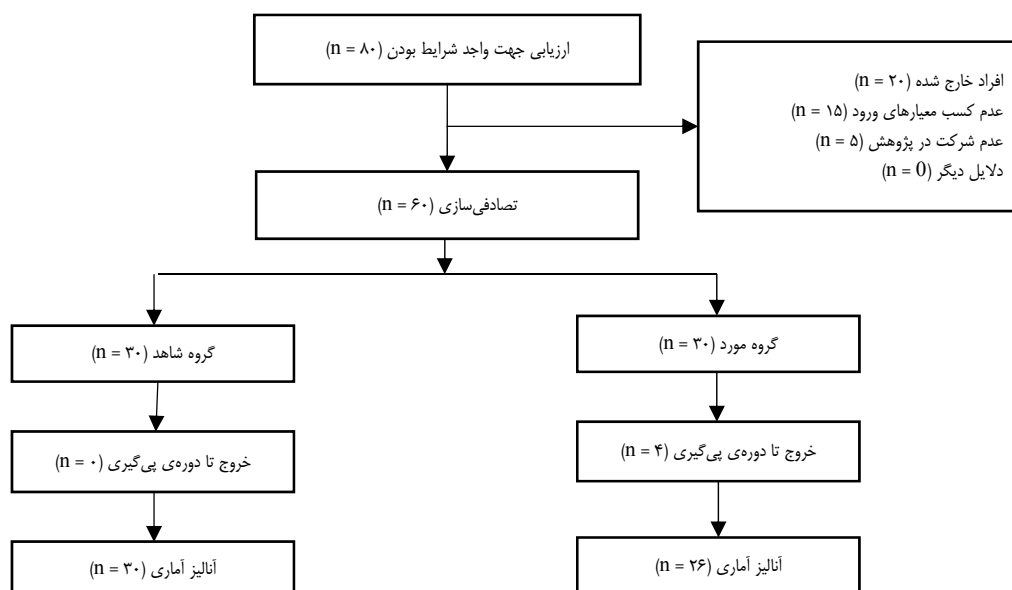 ارزیابی جهت واجد شرایط بودن (n = ۸۰)
افراد خارج شده (n = ۲۰)
عدم کسب معیارهای ورود (n = ۱۵)
عدم شرکت در پژوهش (n = ۵)
دلایل دیگر (n = 0)
تصادفی‌سازی (n = ۶۰)
گروه مورد (n = ۳۰)
گروه شاهد (n = ۳۰)
خروج تا دوره‌ی پی‌گیری (n = ۴)
خروج تا دوره‌ی پی‌گیری (n = ۰)
آنالیز آماری (n = ۲۶)
آنالیز آماری (n = ۳۰)